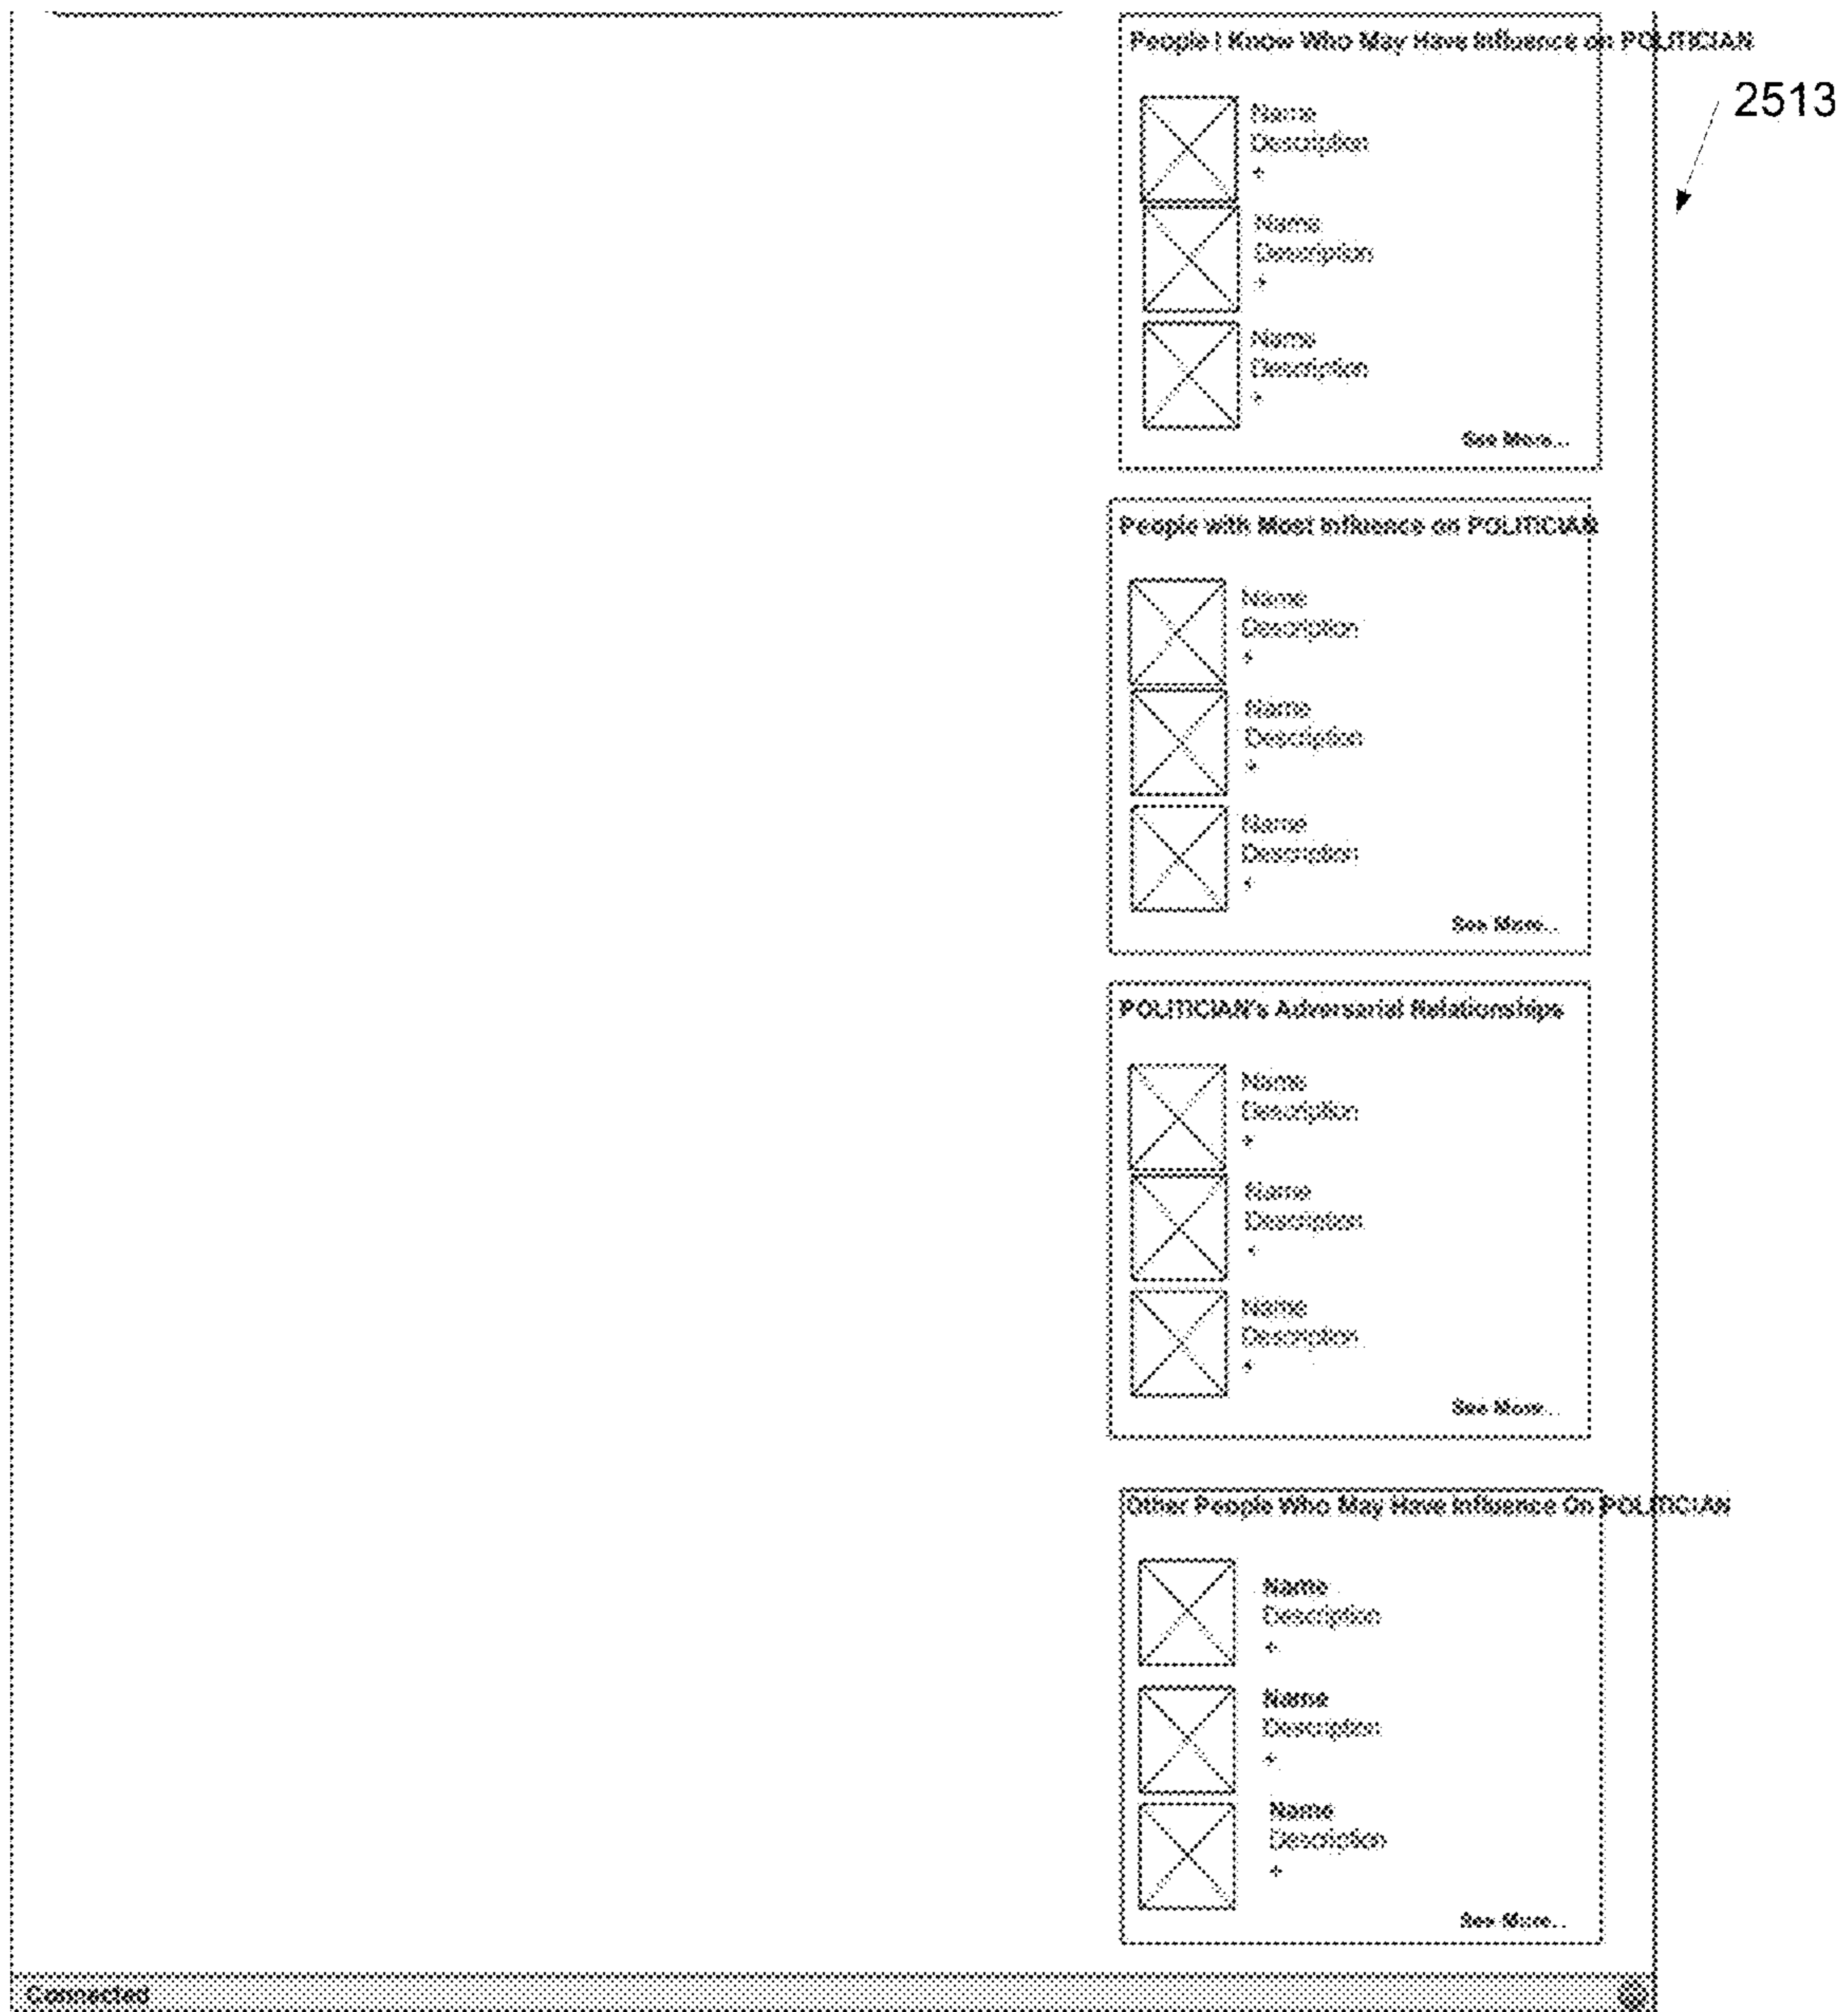 People I Know Who May Have Influence on POLITICIAN
2513
Name
Description
+
Name
Description
+
Name
Description
+
See More...
People with Most Influence on POLITICIAN
Name
Description
+
Name
Description
+
Name
Description
+
See More...
POLITICIAN's Adversarial Relationships
Name
Description
+
Name
Description
+
Name
Description
+
See More...
Other People Who May Have Influence On POLITICIAN
Name
Description
+
Name
Description
+
Name
Description
+
See More...
Connected